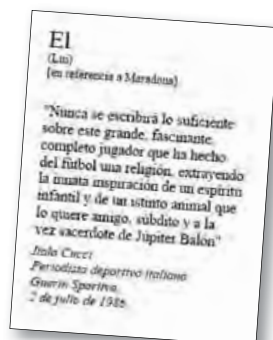 El
(Lui)
[en referencia a Maradona]
"Nunca se escribirá lo suficiente
sobre este grande, fascinante,
completo jugador que ha hecho
del fútbol una religión, extrayendo
la innata inspiración de un espíritu
infantil y de un istinto animal que
lo quiere amigo, súbdito y a la
vez sacerdote de Júpiter Balón"
Italo Cucci
Periodista deportivo italiano
Guerin Sportivo
2 de julio de 1986